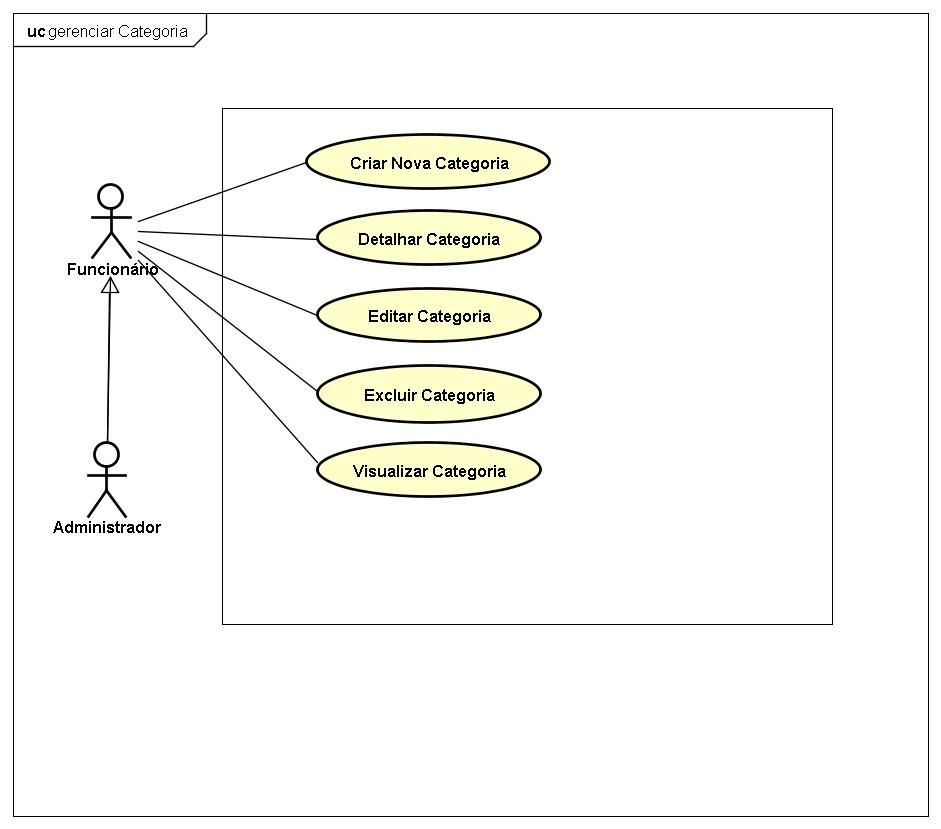 uc gerenciar Categoria
Criar Nova Categoria
Detalhar Categoria
Funcionário
Editar Categoria
Excluir Categoria
Visualizar Categoria
Administrador